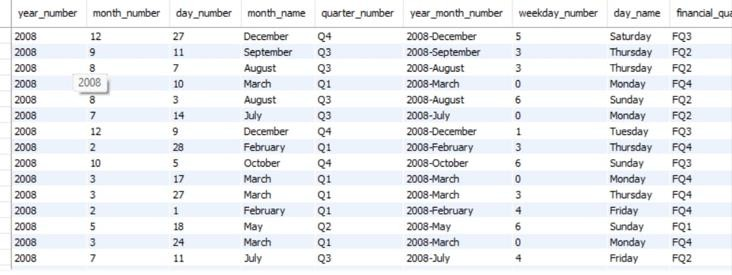 year_number month_number day_number month_name quarter_number year_month_number weekday_number day_name financial_qua
2008 12 27 December Q4 2008-December 5 Saturday FQ3
2008 9 11 September Q3 2008-September 3 Thursday FQ2
2008 8 7 August Q3 2008-August 3 Thursday FQ2
2008 10 March Q1 2008-March 0 Monday FQ4
2008
2008 8 3 August Q3 2008-August 6 Sunday FQ2
2008 7 14 July Q3 2008-July 0 Monday FQ2
2008 12 9 December Q4 2008-December 1 Tuesday FQ3
2008 2 28 February Q1 2008-February 3 Thursday FQ4
2008 10 5 October Q4 2008-October 6 Sunday FQ3
2008 3 17 March Q1 2008-March 0 Monday FQ4
2008 3 27 March Q1 2008-March 3 Thursday FQ4
2008 2 1 February Q1 2008-February 4 Friday FQ4
2008 5 18 May Q2 2008-May 6 Sunday FQ1
2008 3 24 March Q1 2008-March 0 Monday FQ4
2008 7 11 July Q3 2008-July 4 Friday FQ2